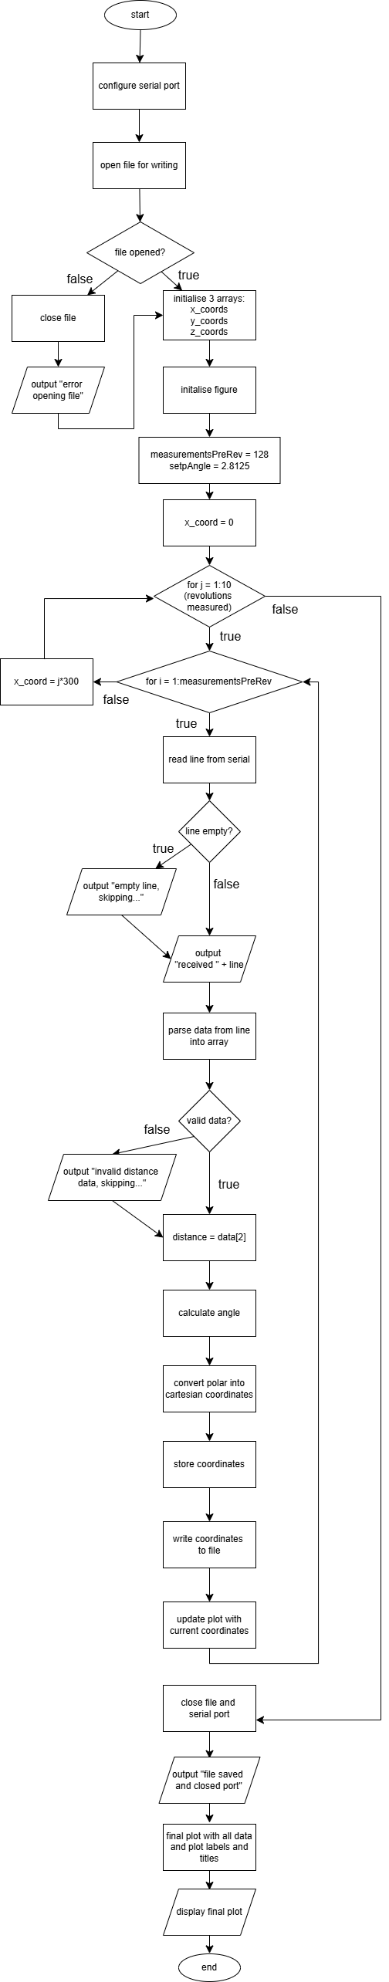 start
configure serial port
open file for writing
file opened?
false
true
close file
initialise 3 arrays:
x_coords
y_coords
z_coords
output "error
opening file"
initalise figure
measurementsPreRev = 128
setpAngle = 2.8125
x_coord = 0
for j = 1:10
(revolutions
measured)
false
true
x_coord = j*300
for i = 1:measurementsPreRev
false
true
read line from serial
line empty?
true
output "empty line,
skipping..."
false
output
"received " + line
parse data from line
into array
valid data?
false
output "invalid distance
data, skipping..."
true
distance = data[2]
calculate angle
convert polar into
cartesian coordinates
store coordinates
write coordinates
to file
update plot with
current coordinates
close file and
serial port
output "file saved
and closed port"
final plot with all data
and plot labels and
titles
display final plot
end